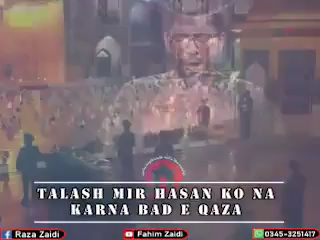 TALASH MIR HASAN KO NA
KARNA BAD E QAZA
Raza Zaidi
Fahim Zaidi
0345-3251417